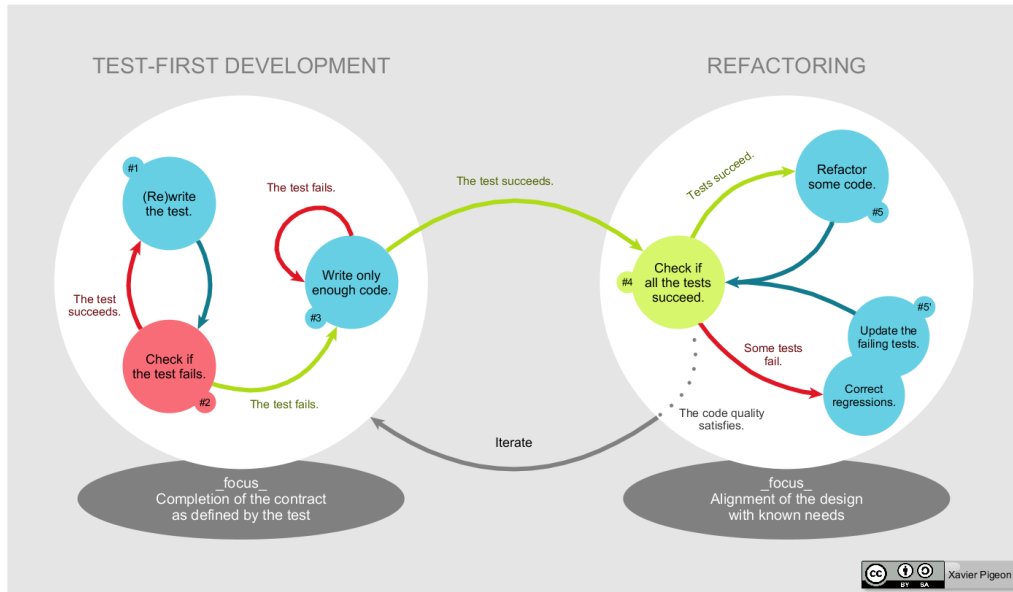 TEST-FIRST DEVELOPMENT
REFACTORING
#1
(Re)write
the test.
The test
succeeds.
Check if
the test fails.
#2
The test fails.
The test fails.
Write only
enough code.
#3
The test succeeds.
Tests succeed.
Refactor
some code.
#5
Check if
all the tests
succeed.
#4
#5'
Update the
failing tests.
Some tests
fail.
Correct
regressions.
The code quality
satisfies.
Iterate
_focus_
Completion of the contract
as defined by the test
_focus_
Alignment of the design
with known needs
cc
BY SA
Xavier Pigeon